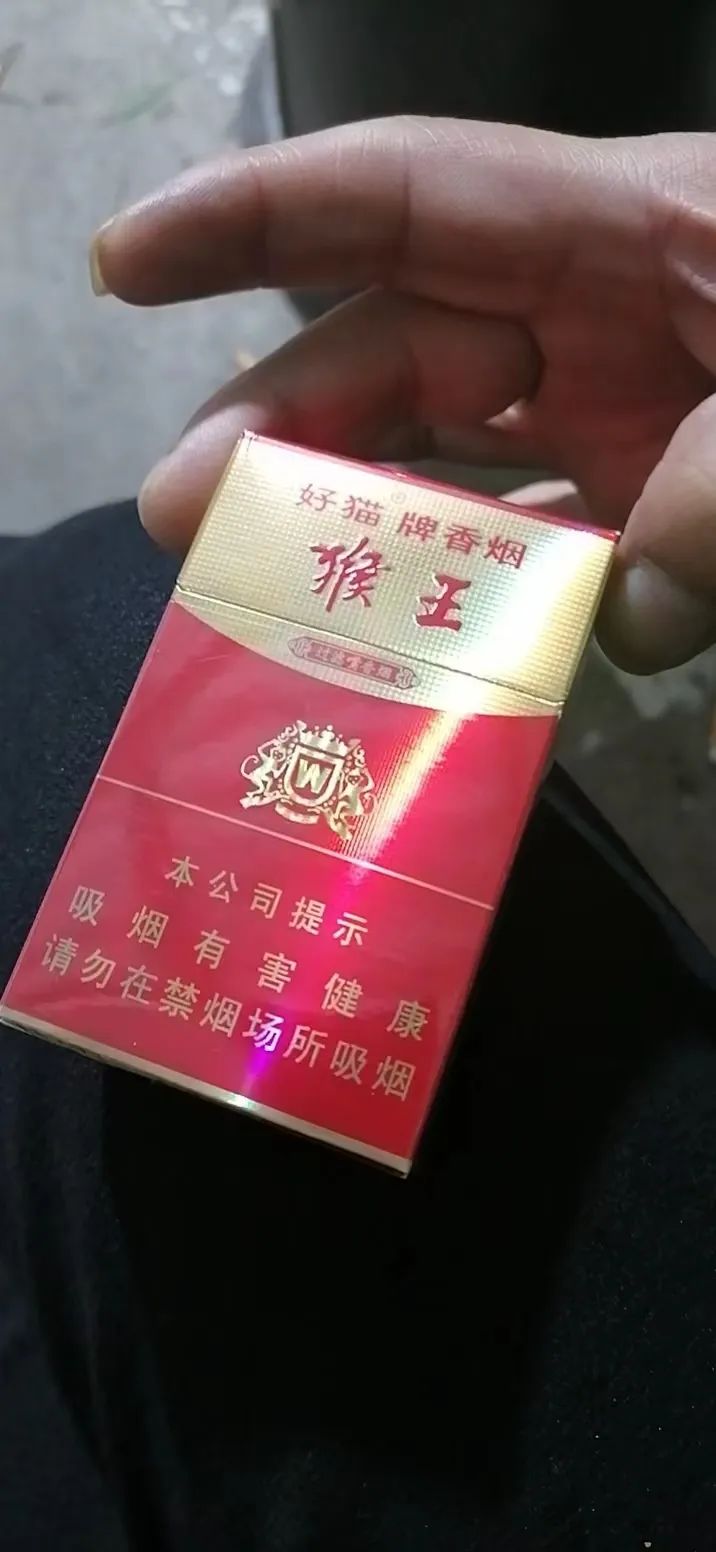 好猫 牌香烟
猴王
W
本公司提示
吸烟有害健康
请勿在禁烟场所吸烟